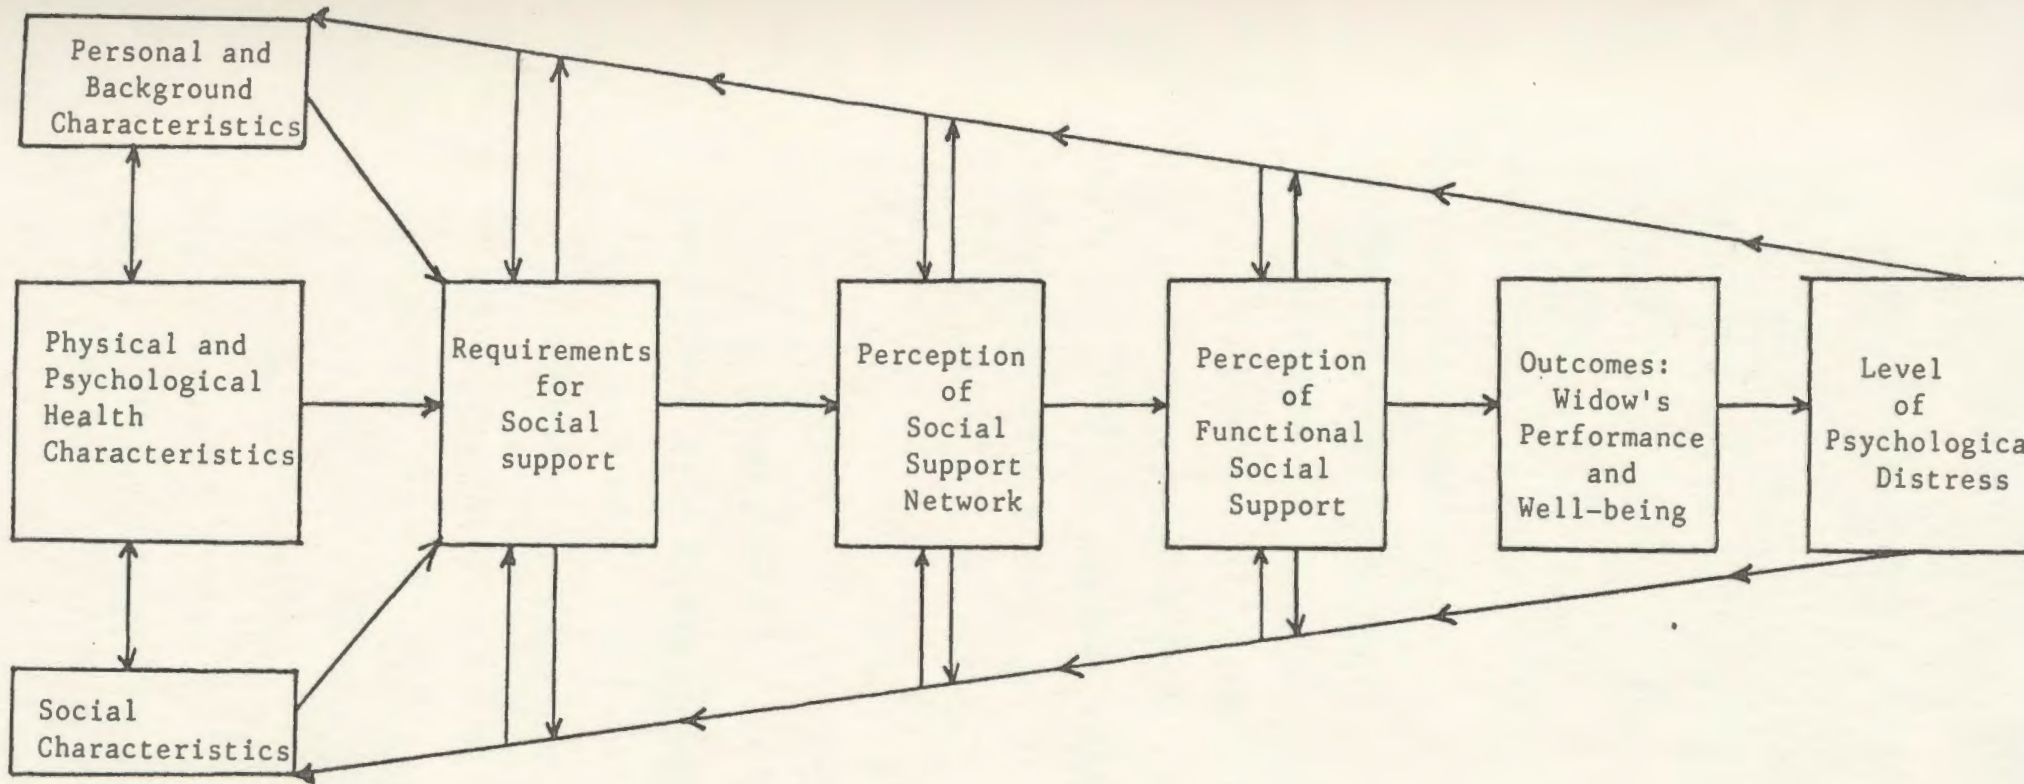 Personal and
Background
Characteristics
Physical and
Psychological
Health
Characteristics
Social
Characteristics
Requirements
for
Social
support
Perception
of
Social
Support
Network
Perception
of
Functional
Social
Support
Outcomes:
Widow's
Performance
and
Well-being
Level
of
Psychologica
Distress